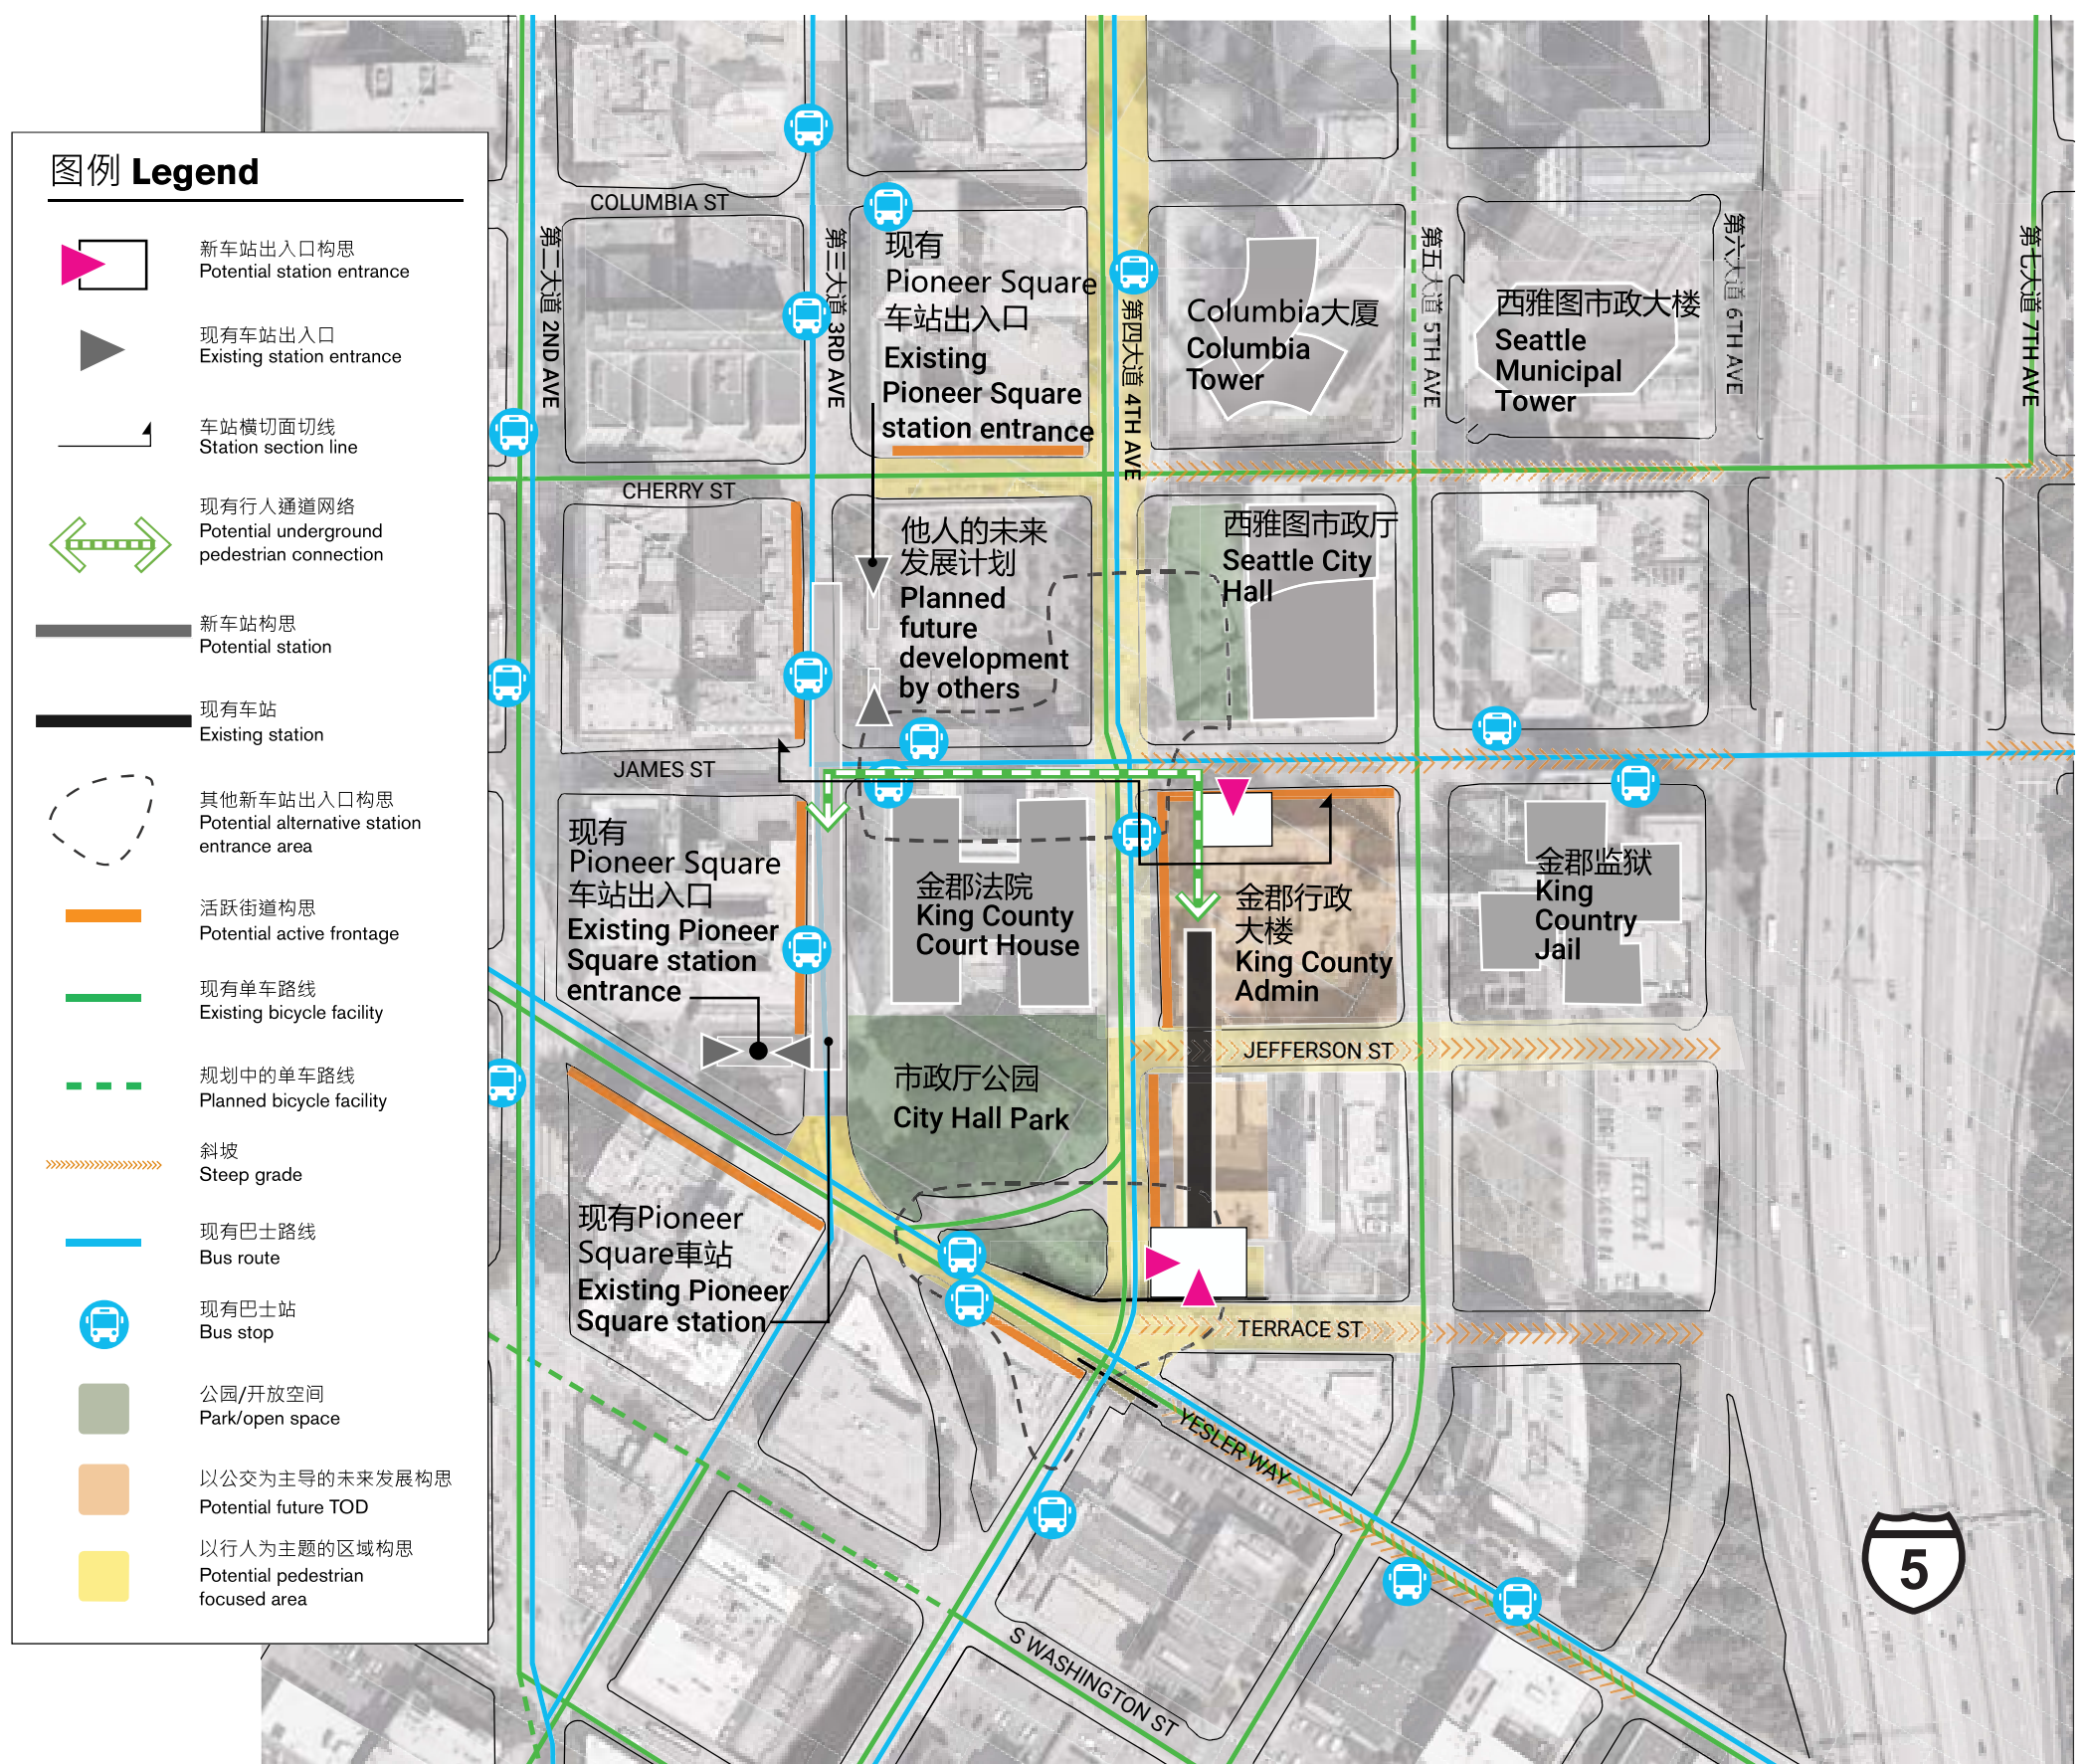 图例 Legend
新车站出入口构思
Potential station entrance
现有车站出入口
Existing station entrance
车站横切面切线
Station section line
现有行人通道网络
Potential underground
pedestrian connection
新车站构思
Potential station
现有车站
Existing station
其他新车站出入口构思
Potential alternative station
entrance area
活跃街道构思
Potential active frontage
现有单车路线
Existing bicycle facility
规划中的单车路线
Planned bicycle facility
斜坡
Steep grade
现有巴士路线
Bus route
现有巴士站
Bus stop
公园/开放空间
Park/open space
以公交为主导的未来发展构思
Potential future TOD
以行人为主题的区域构思
Potential pedestrian
focused area
COLUMBIA ST
第二大道 2ND AVE
第三大道 3RD AVE
现有
Pioneer Square
车站出入口
Existing
Pioneer Square
station entrance
第四大道 4TH AVE
Columbia大厦
Columbia
Tower
第五大道 5TH AVE
西雅图市政大楼
Seattle
Municipal
Tower
第六大道 6TH AVE
第七大道 7TH AVE
CHERRY ST
他人的未来
发展计划
Planned
future
development
by others
西雅图市政厅
Seattle City
Hall
JAMES ST
现有
Pioneer Square
车站出入口
Existing Pioneer
Square station
entrance
金郡法院
King County
Court House
金郡行政
大楼
King County
Admin
金郡监狱
King
Country
Jail
JEFFERSON ST
市政厅公园
City Hall Park
现有Pioneer
Square車站
Existing Pioneer
Square station
TERRACE ST
YESLER WAY
S WASHINGTON ST
5